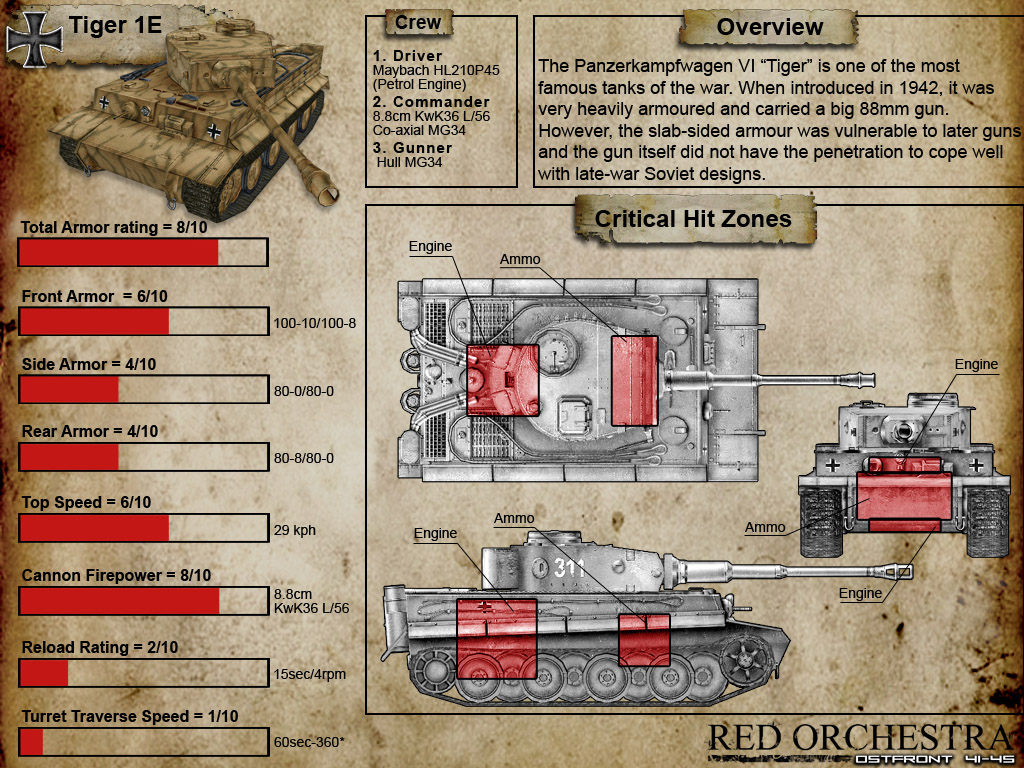 Tiger 1E
Crew
1. Driver
Maybach HL210P45
(Petrol Engine)
2. Commander
8.8cm KwK36 L/56
Co-axial MG34
3. Gunner
Hull MG34
Overview
The Panzerkampfwagen VI “Tiger” is one of the most
famous tanks of the war. When introduced in 1942, it was
very heavily armoured and carried a big 88mm gun.
However, the slab-sided armour was vulnerable to later guns
and the gun itself did not have the penetration to cope well
with late-war Soviet designs.
Total Armor rating = 8/10
Front Armor = 6/10
100-10/100-8
Side Armor = 4/10
80-0/80-0
Rear Armor = 4/10
80-8/80-0
Top Speed = 6/10
29 kph
Cannon Firepower = 8/10
8.8cm
KwK36 L/56
Reload Rating = 2/10
15sec/4rpm
Turret Traverse Speed = 1/10
60sec-360*
Critical Hit Zones
Engine
Ammo
Engine
Ammo
Engine
Engine
Ammo
311
RED ORCHESTRA
OSTFRONT 41-45